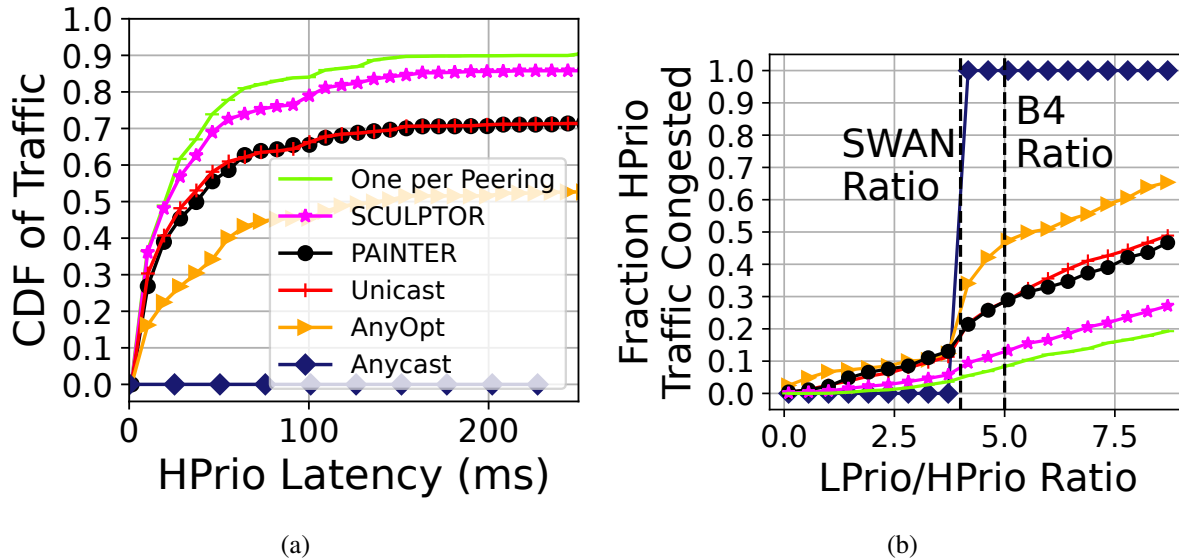 1.0
0.9
0.8
0.7
0.6
0.5
0.4
0.3
0.2
0.1
0.0
CDF of Traffic
One per Peering
SCULPTOR
PAINTER
Unicast
AnyOpt
Anycast
0 100 200
HPrio Latency (ms)
(a)
1.0
0.9
0.8
0.7
0.6
0.5
0.4
0.3
0.2
0.1
0.0
Fraction HPrio
Traffic Congested
SWAN
Ratio
B4
Ratio
0.0 2.5 5.0 7.5
LPrio/HPrio Ratio
(b)